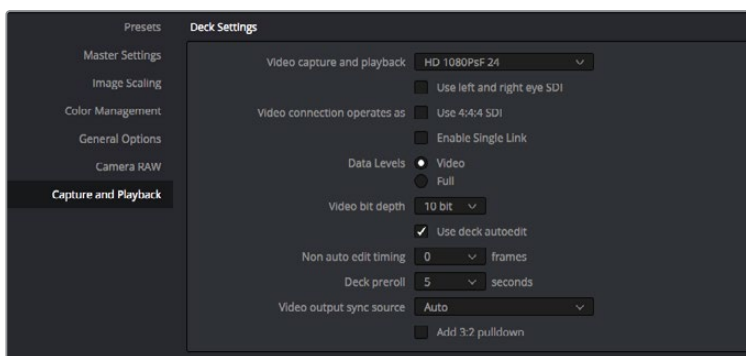 Presets
Master Settings
Image Scaling
Color Management
General Options
Camera RAW
Capture and Playback
Deck Settings
Video capture and playback HD 1080PsF 24
Use left and right eye SDI
Video connection operates as Use 4:4:4 SDI
Enable Single Link
Data Levels Video
Full
Video bit depth 10 bit
Use deck autoedit
Non auto edit timing 0 frames
Deck preroll 5 seconds
Video output sync source Auto
Add 3:2 pulldown